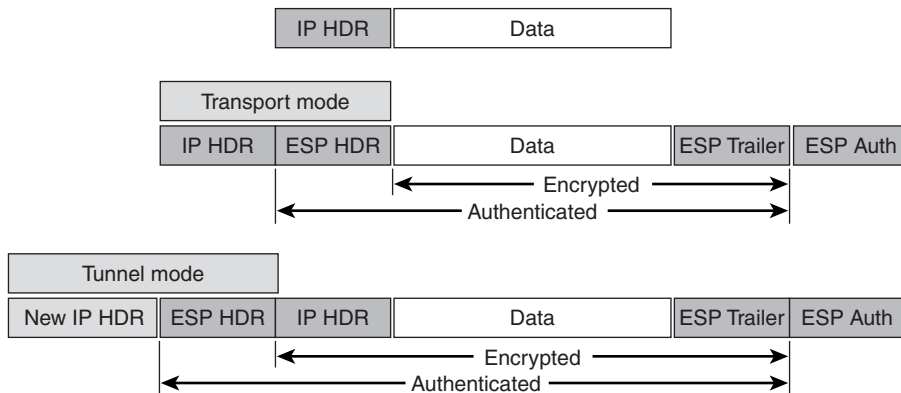 IP HDR Data
Transport mode
IP HDR ESP HDR Data ESP Trailer ESP Auth
Encrypted
Authenticated
Tunnel mode
New IP HDR ESP HDR IP HDR Data ESP Trailer ESP Auth
Encrypted
Authenticated